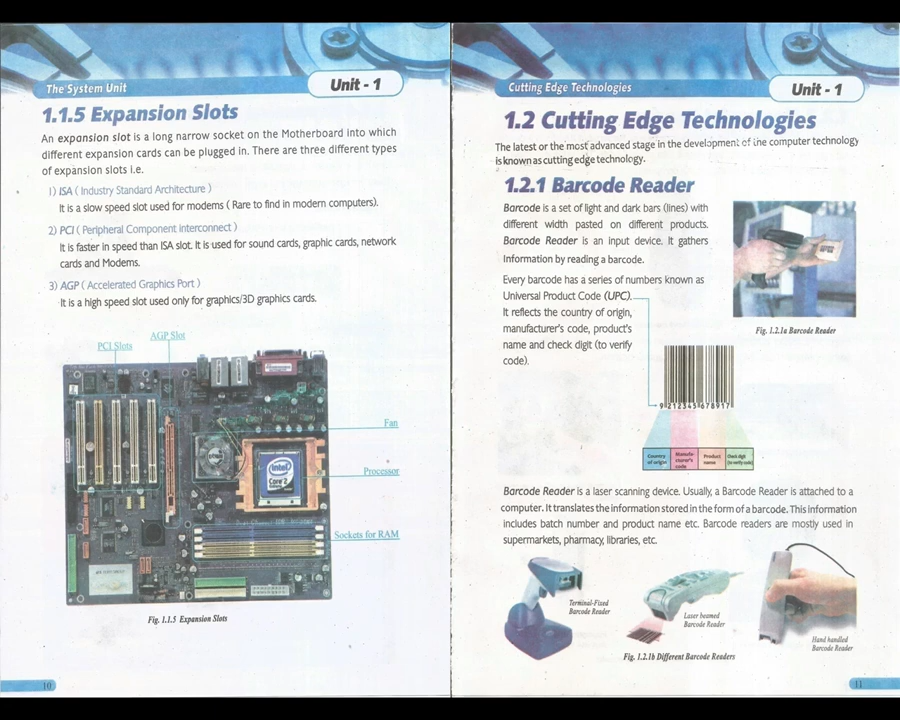 The System Unit
Unit - 1
1.1.5 Expansion Slots
An expansion slot is a long narrow socket on the Motherboard into which
different expansion cards can be plugged in. There are three different types
of expansion slots i.e.
1) ISA ( Industry Standard Architecture )
It is a slow speed slot used for modems ( Rare to find in modern computers).
2) PCI ( Peripheral Component interconnect )
It is faster in speed than ISA slot. It is used for sound cards, graphic cards, network
cards and Modems.
3) AGP ( Accelerated Graphics Port )
It is a high speed slot used only for graphics/3D graphics cards.
AGP Slot
PCI Slots
Fan
Processor
Sockets for RAM
intel
Core 2
Fig. 1.1.5 Expansion Slots
10
Cutting Edge Technologies
Unit - 1
1.2 Cutting Edge Technologies
The latest or the most advanced stage in the development of the computer technology
is known as cutting edge technology.
1.2.1 Barcode Reader
Barcode is a set of light and dark bars (lines) with
different width pasted on different products.
Barcode Reader is an input device. It gathers
Information by reading a barcode.
Every barcode has a series of numbers known as
Universal Product Code (UPC).
It reflects the country of origin,
manufacturer's code, product's
name and check digit (to verify
code).
Fig. 1.2.1a Barcode Reader
9 212345 678917
Country
of origin
Manufa-
cturer's
code
Product
name
Check digit
(to verify code)
Barcode Reader is a laser scanning device. Usually, a Barcode Reader is attached to a
computer. It translates the information stored in the form of a barcode. This information
includes batch number and product name etc. Barcode readers are mostly used in
supermarkets, pharmacy, libraries, etc.
Terminal-Fixed
Barcode Reader
Laser beamed
Barcode Reader
Hand handled
Barcode Reader
Fig. 1.2.1b Different Barcode Readers
11